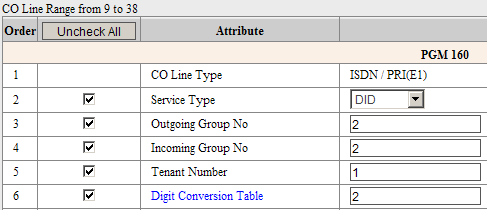 CO Line Range from 9 to 38
Order Uncheck All Attribute
PGM 160
1 CO Line Type ISDN / PRI(E1)
2 Service Type DID
3 Outgoing Group No 2
4 Incoming Group No 2
5 Tenant Number 1
6 Digit Conversion Table 2